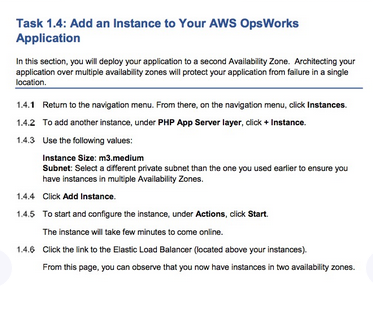 Task 1.4: Add an Instance to Your AWS OpsWorks
Application
In this section, you will deploy your application to a second Availability Zone. Architecting your
application over multiple availability zones will protect your application from failure in a single
location.
1.4.1 Return to the navigation menu. From there, on the navigation menu, click Instances.
1.4.2 To add another instance, under PHP App Server layer, click + Instance.
1.4.3 Use the following values:
Instance Size: m3.medium
Subnet: Select a different private subnet than the one you used earlier to ensure you
have instances in multiple Availability Zones.
1.4.4 Click Add Instance.
1.4.5 To start and configure the instance, under Actions, click Start.
The instance will take few minutes to come online.
1.4.6 Click the link to the Elastic Load Balancer (located above your instances).
From this page, you can observe that you now have instances in two availability zones.